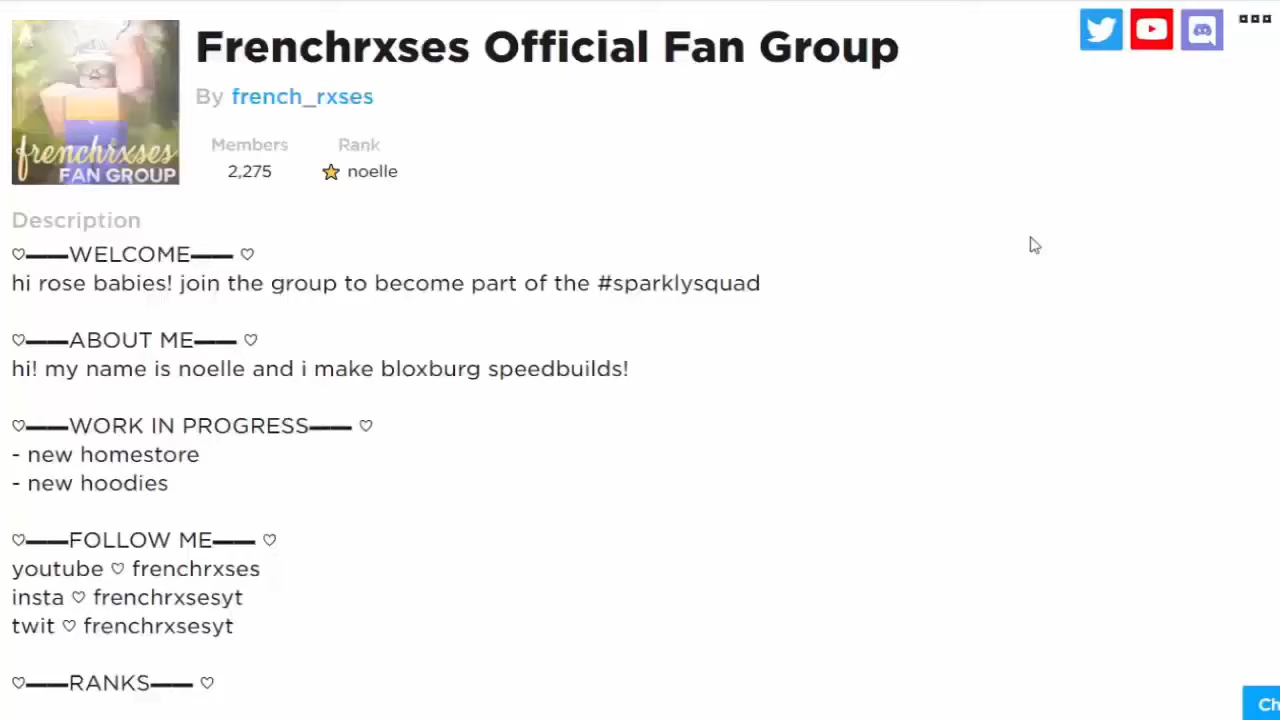 frenchrxses
FAN GROUP
Frenchrxses Official Fan Group
By french_rxses
Members Rank
2,275 noelle
Description
♡▬▬WELCOME▬▬ ♡
hi rose babies! join the group to become part of the #sparklysquad
♡▬▬ABOUT ME▬▬ ♡
hi! my name is noelle and i make bloxburg speedbuilds!
♡▬▬WORK IN PROGRESS▬▬ ♡
- new homestore
- new hoodies
♡▬▬FOLLOW ME▬▬ ♡
youtube ♡ frenchrxses
insta ♡ frenchrxsesyt
twit ♡ frenchrxsesyt
♡▬▬RANKS▬▬ ♡
Ch